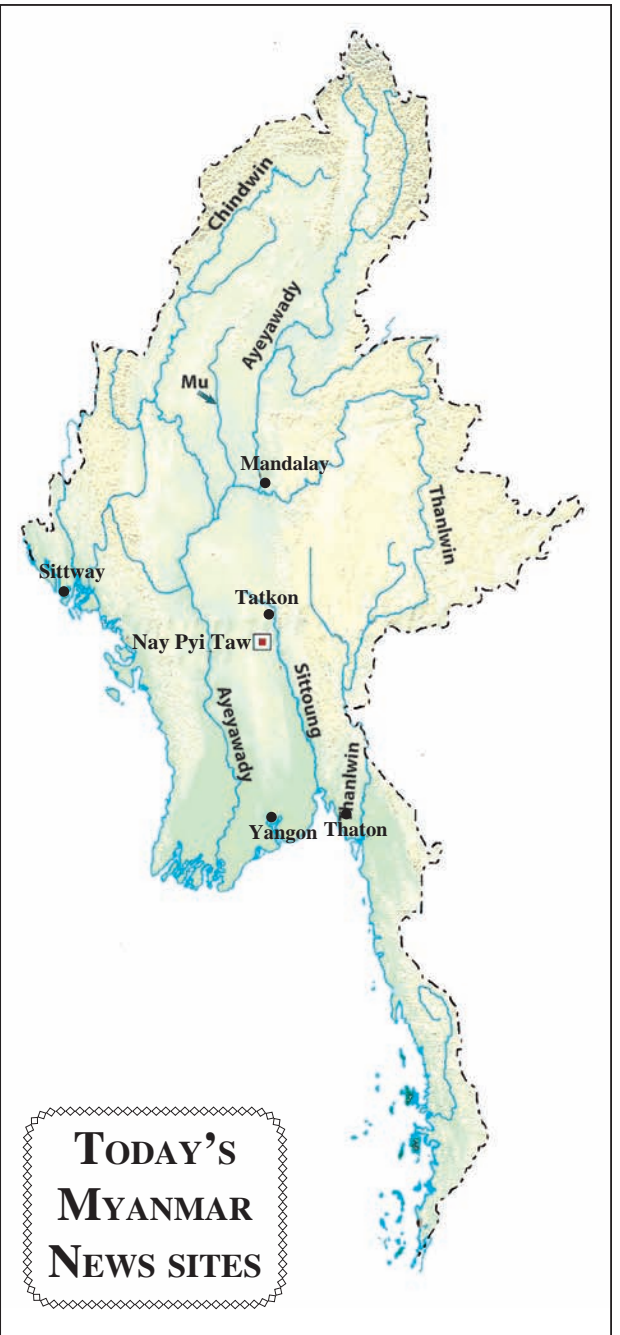 Chindwin
Ayeyawady
Mu
Mandalay
Thanlwin
Sittway
Tatkon
Nay Pyi Taw
Ayeyawady
Sittoung
Thanlwin
Yangon
Thaton
TODAY'S
MYANMAR
NEWS SITES